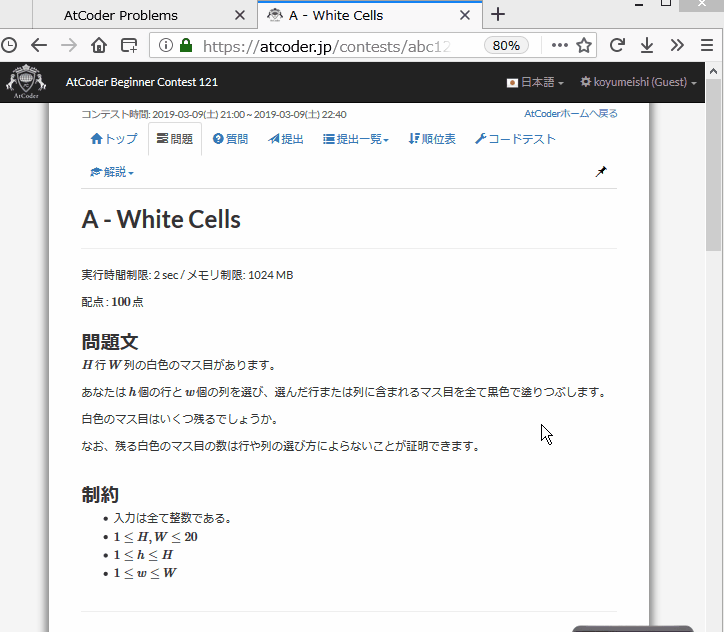 AtCoder Problems
A - White Cells
https://atcoder.jp/contests/abc12
80%
AtCoder
AtCoder Beginner Contest 121
日本語
koyumeishi (Guest)
コンテスト時間: 2019-03-09(土) 21:00 ~ 2019-03-09(土) 22:40
AtCoderホームへ戻る
トップ 問題 質問 提出 提出一覧 順位表 コードテスト
解説
A - White Cells
実行時間制限: 2 sec / メモリ制限: 1024 MB
配点 : 100 点
問題文
H 行 W 列の白色のマス目があります。
あなたは h 個の行と w 個の列を選び、選んだ行または列に含まれるマス目を全て黒色で塗りつぶします。
白色のマス目はいくつ残るでしょうか。
なお、残る白色のマス目の数は行や列の選び方によらないことが証明できます。
制約
• 入力は全て整数である。
• 1 ≤ H, W ≤ 20
• 1 ≤ h ≤ H
• 1 ≤ w ≤ W